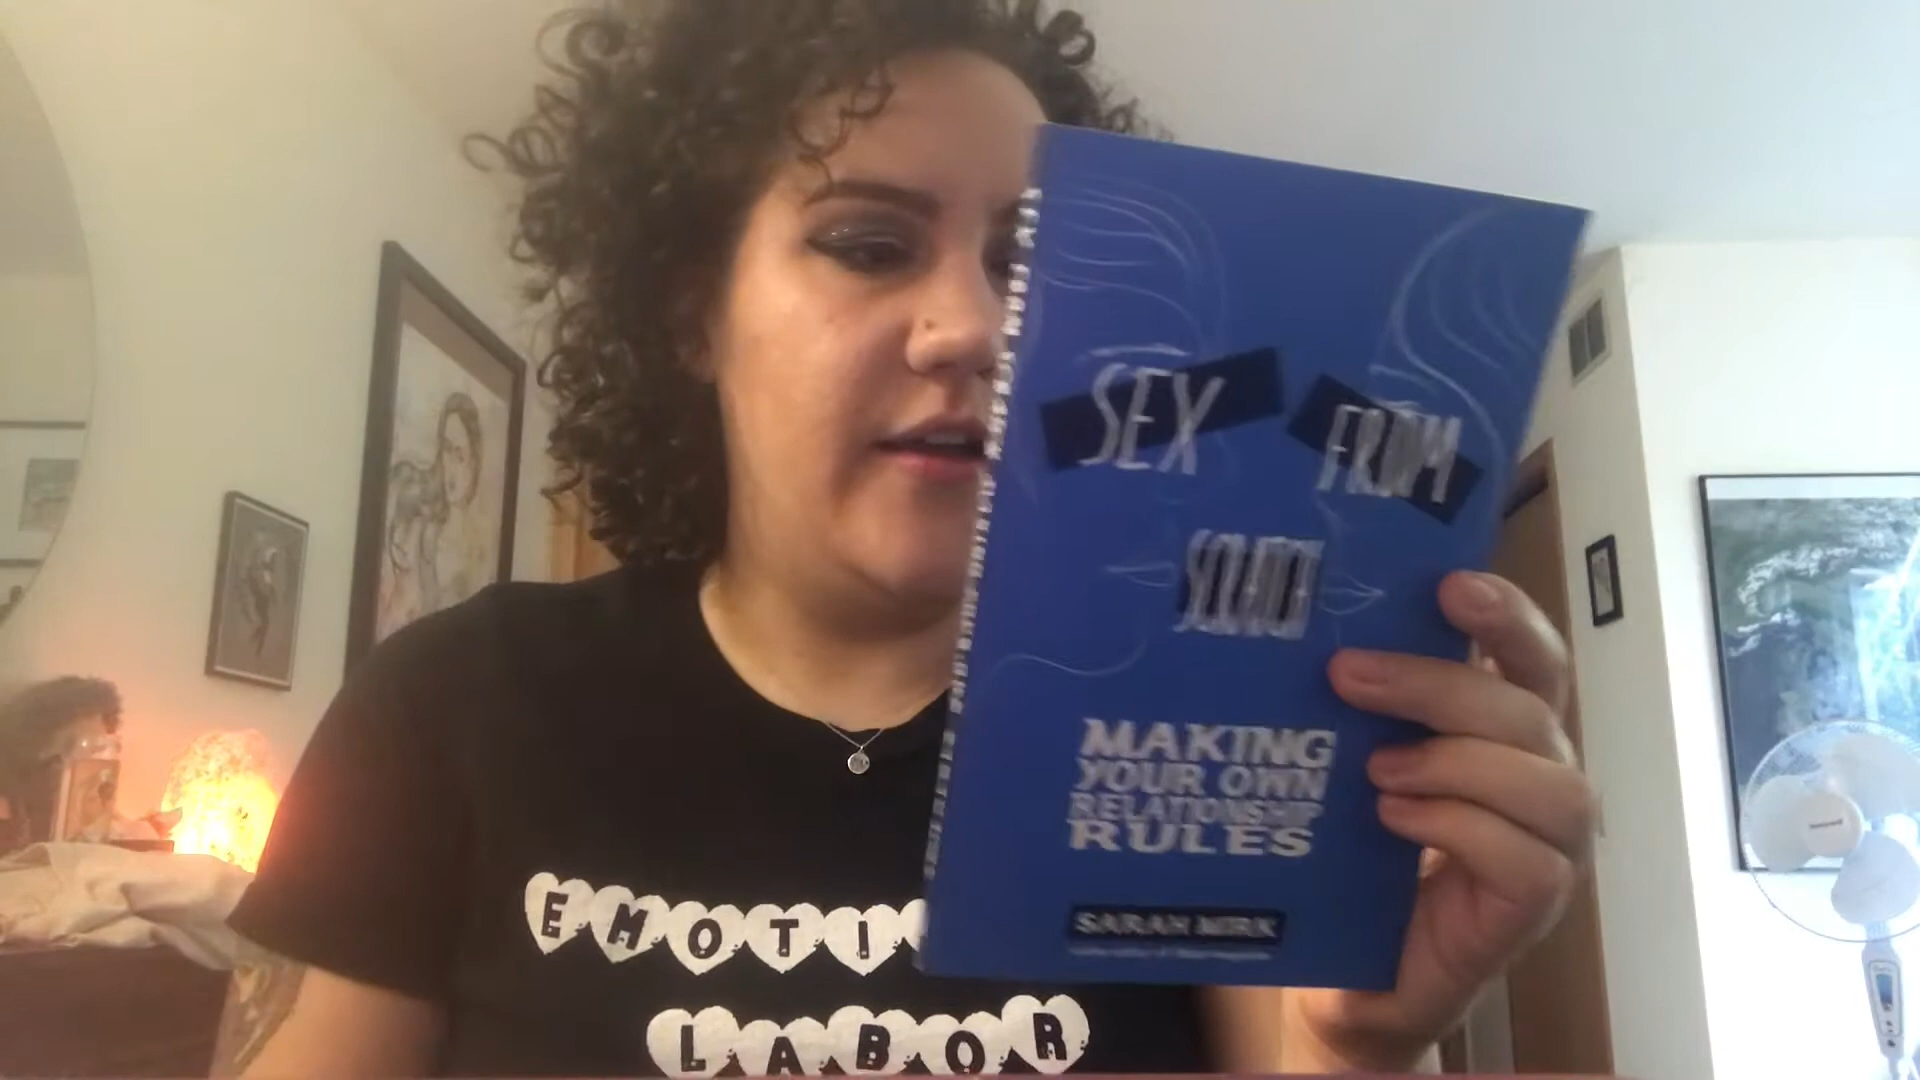 SEX
FROM
SCRATCH
MAKING
YOUR OWN
RELATIONSHIP
RULES
SARAH MIRK
EMOTI
LABOR